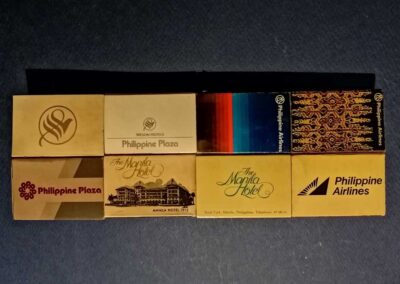 Philippine Plaza
Philippine Airlines
Philippine Airlines
Philippine Plaza
The
Manila
Hotel
MANILA HOTEL 1912
The
Manila
Hotel
Philippine
Airlines